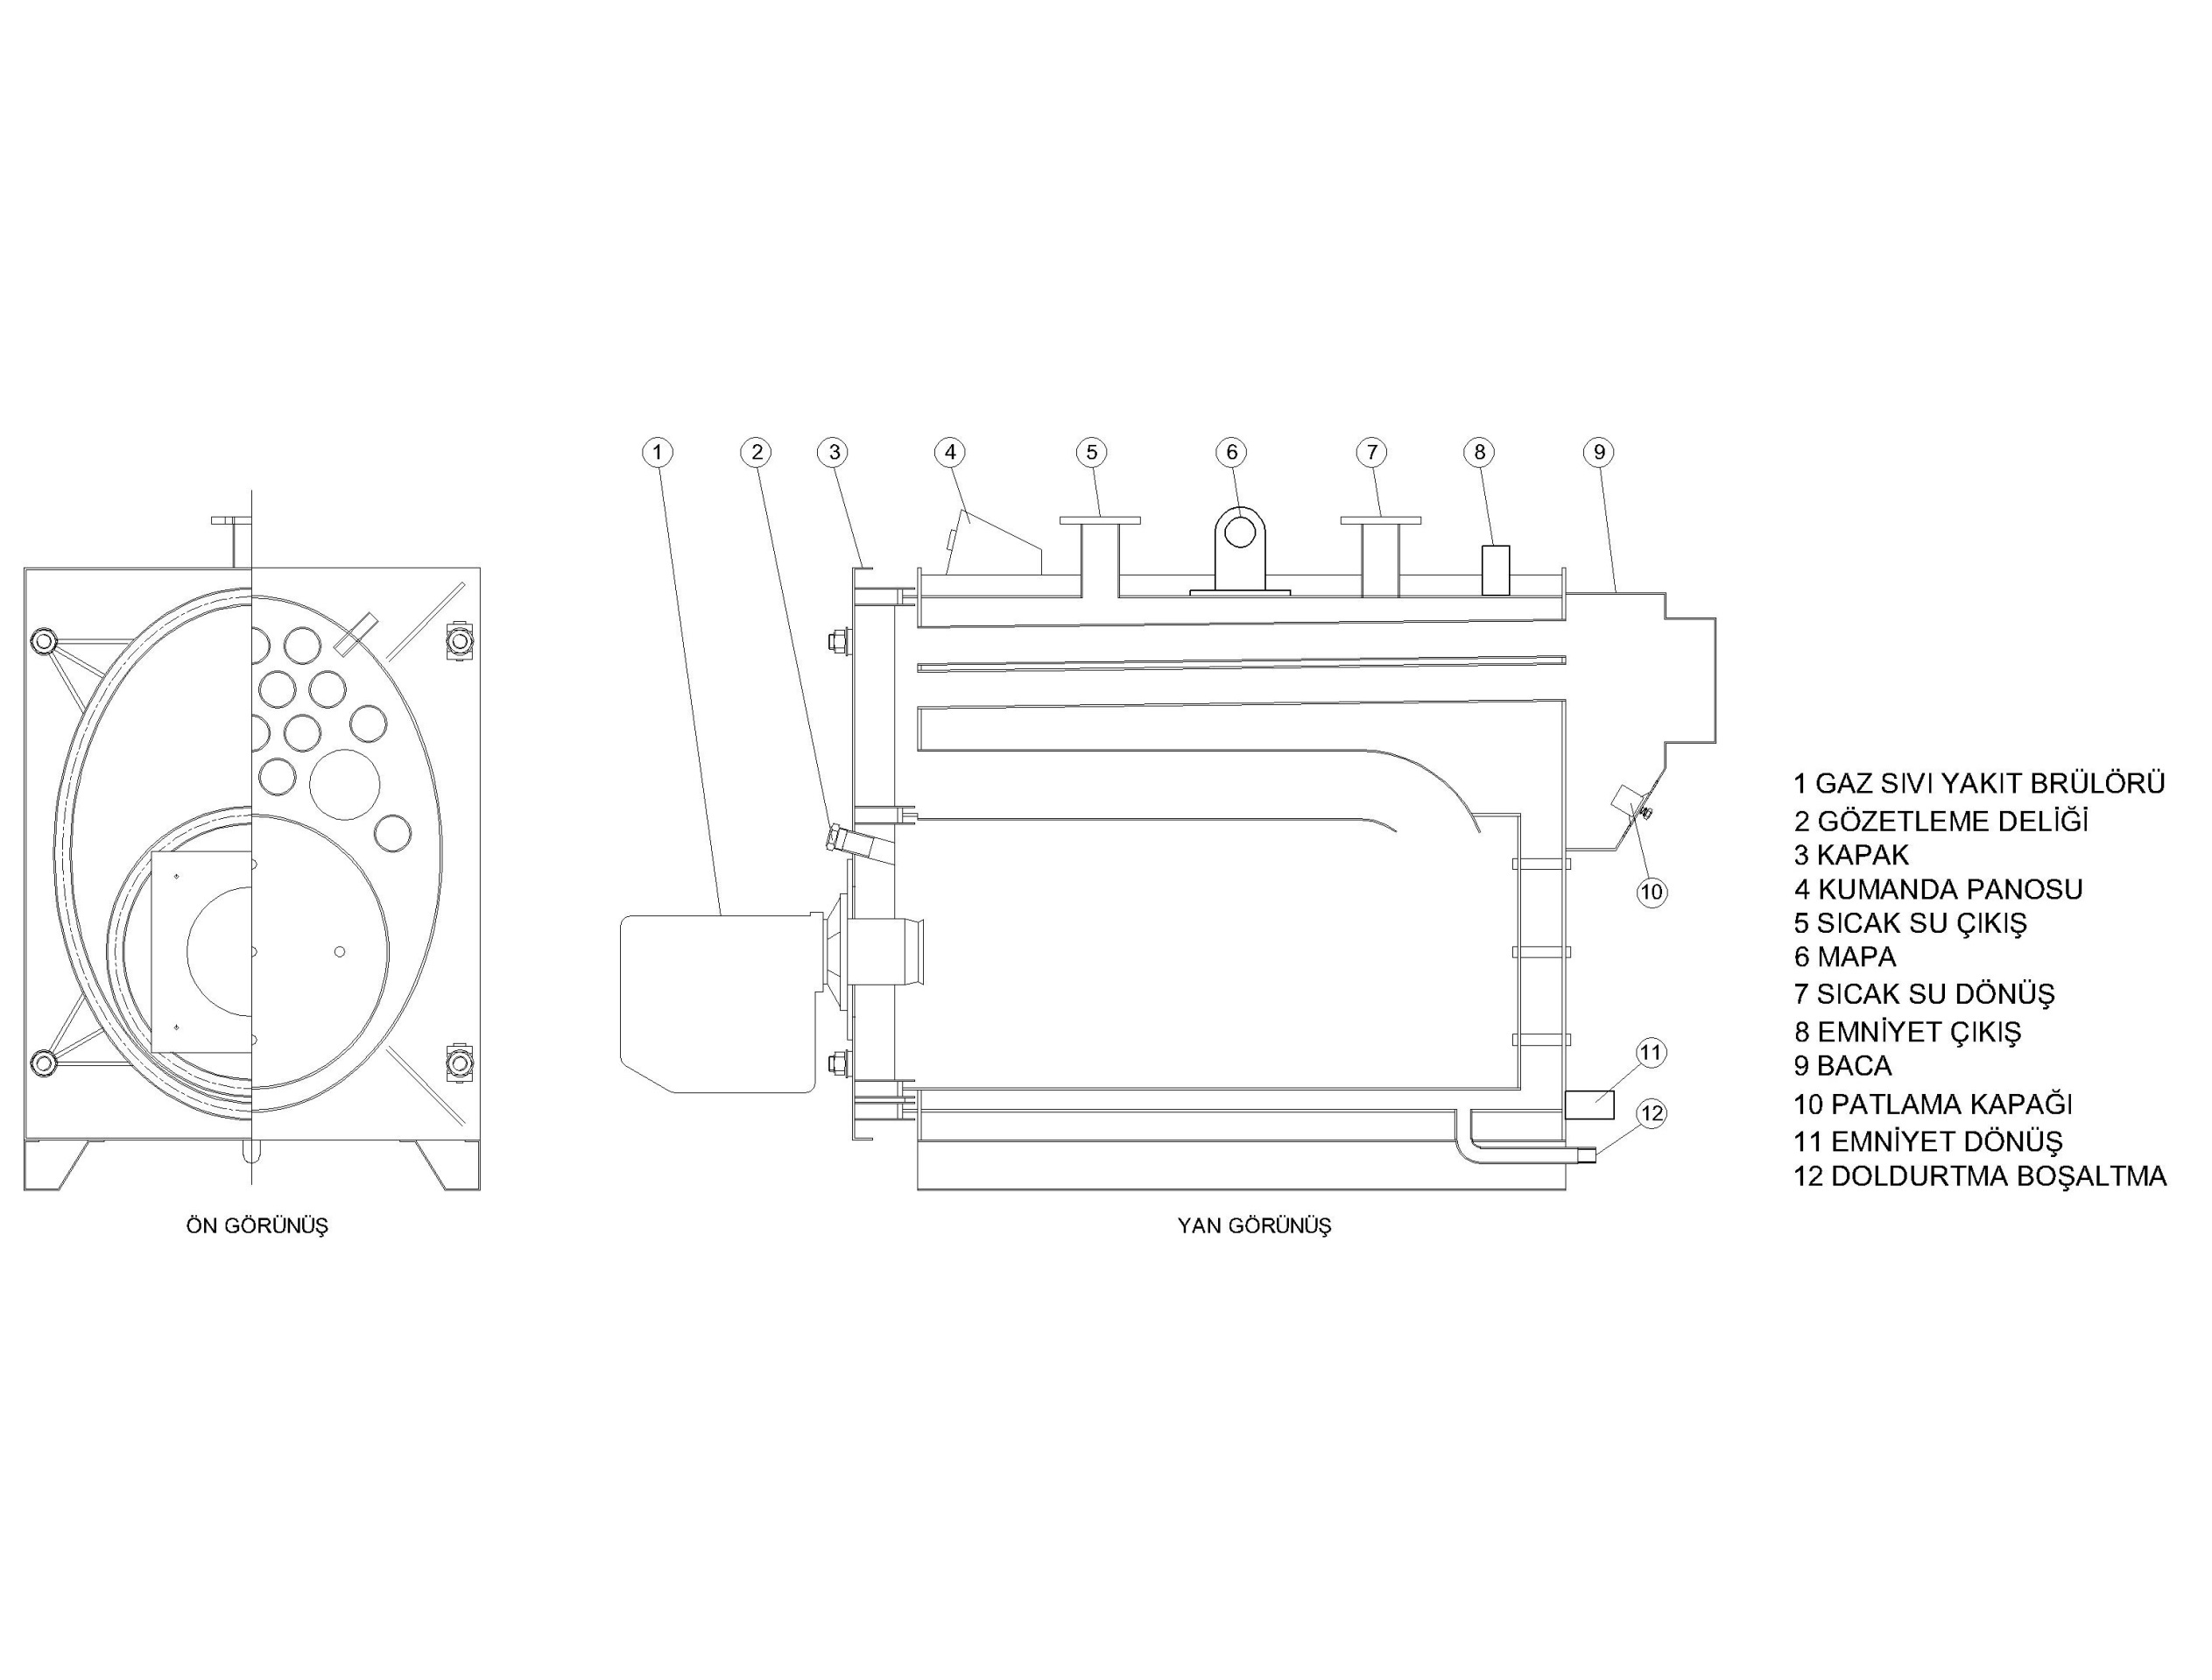 1 2 3 4 5 6 7 8 9
10
11
12
1 GAZ SIVI YAKIT BRÜLÖRÜ
2 GÖZETLEME DELİĞİ
3 KAPAK
4 KUMANDA PANOSU
5 SICAK SU ÇIKIŞ
6 MAPA
7 SICAK SU DÖNÜŞ
8 EMNİYET ÇIKIŞ
9 BACA
10 PATLAMA KAPAĞI
11 EMNİYET DÖNÜŞ
12 DOLDURTMA BOŞALTMA
ÖN GÖRÜNÜŞ
YAN GÖRÜNÜŞ